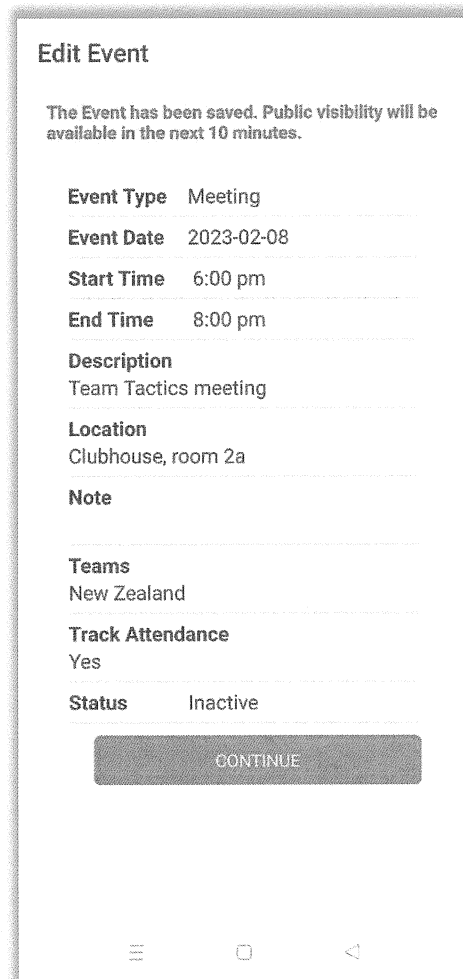 Edit Event
The Event has been saved. Public visibility will be
available in the next 10 minutes.
Event Type Meeting
Event Date 2023-02-08
Start Time 6:00 pm
End Time 8:00 pm
Description
Team Tactics meeting
Location
Clubhouse, room 2a
Note
Teams
New Zealand
Track Attendance
Yes
Status Inactive
CONTINUE